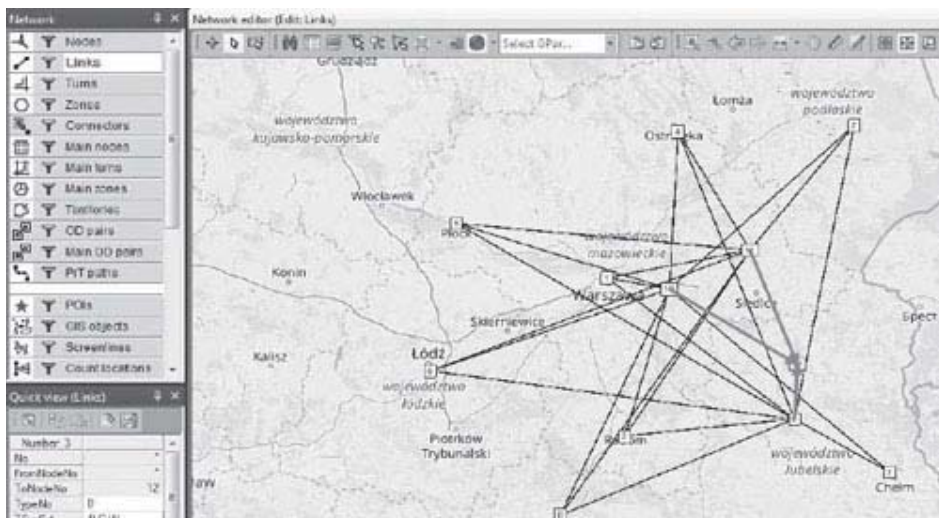 Network
Nodes
Links
Turns
Zones
Connectors
Main nodes
Main turns
Main zones
Territories
OD pairs
Main OD pairs
PrT paths
POIs
GIS objects
Screenlines
Count locations
Quick view (Links)
Number: 3
No
FromNodeNo
ToNodeNo 12
TypeNo 0
Network editor (Edit: Links)
Select GPar...
Grudziądz
województwo
kujawsko-pomorskie
Łomża
województwo
podlaskie
Włocławek
Płock
województwo
mazowieckie
Konin
Warszawa
Siedlce
Skierniewice
Kalisz
Łódź
województwo
łódzkie
Piotrków
Trybunalski
województwo
lubelskie
Chełm